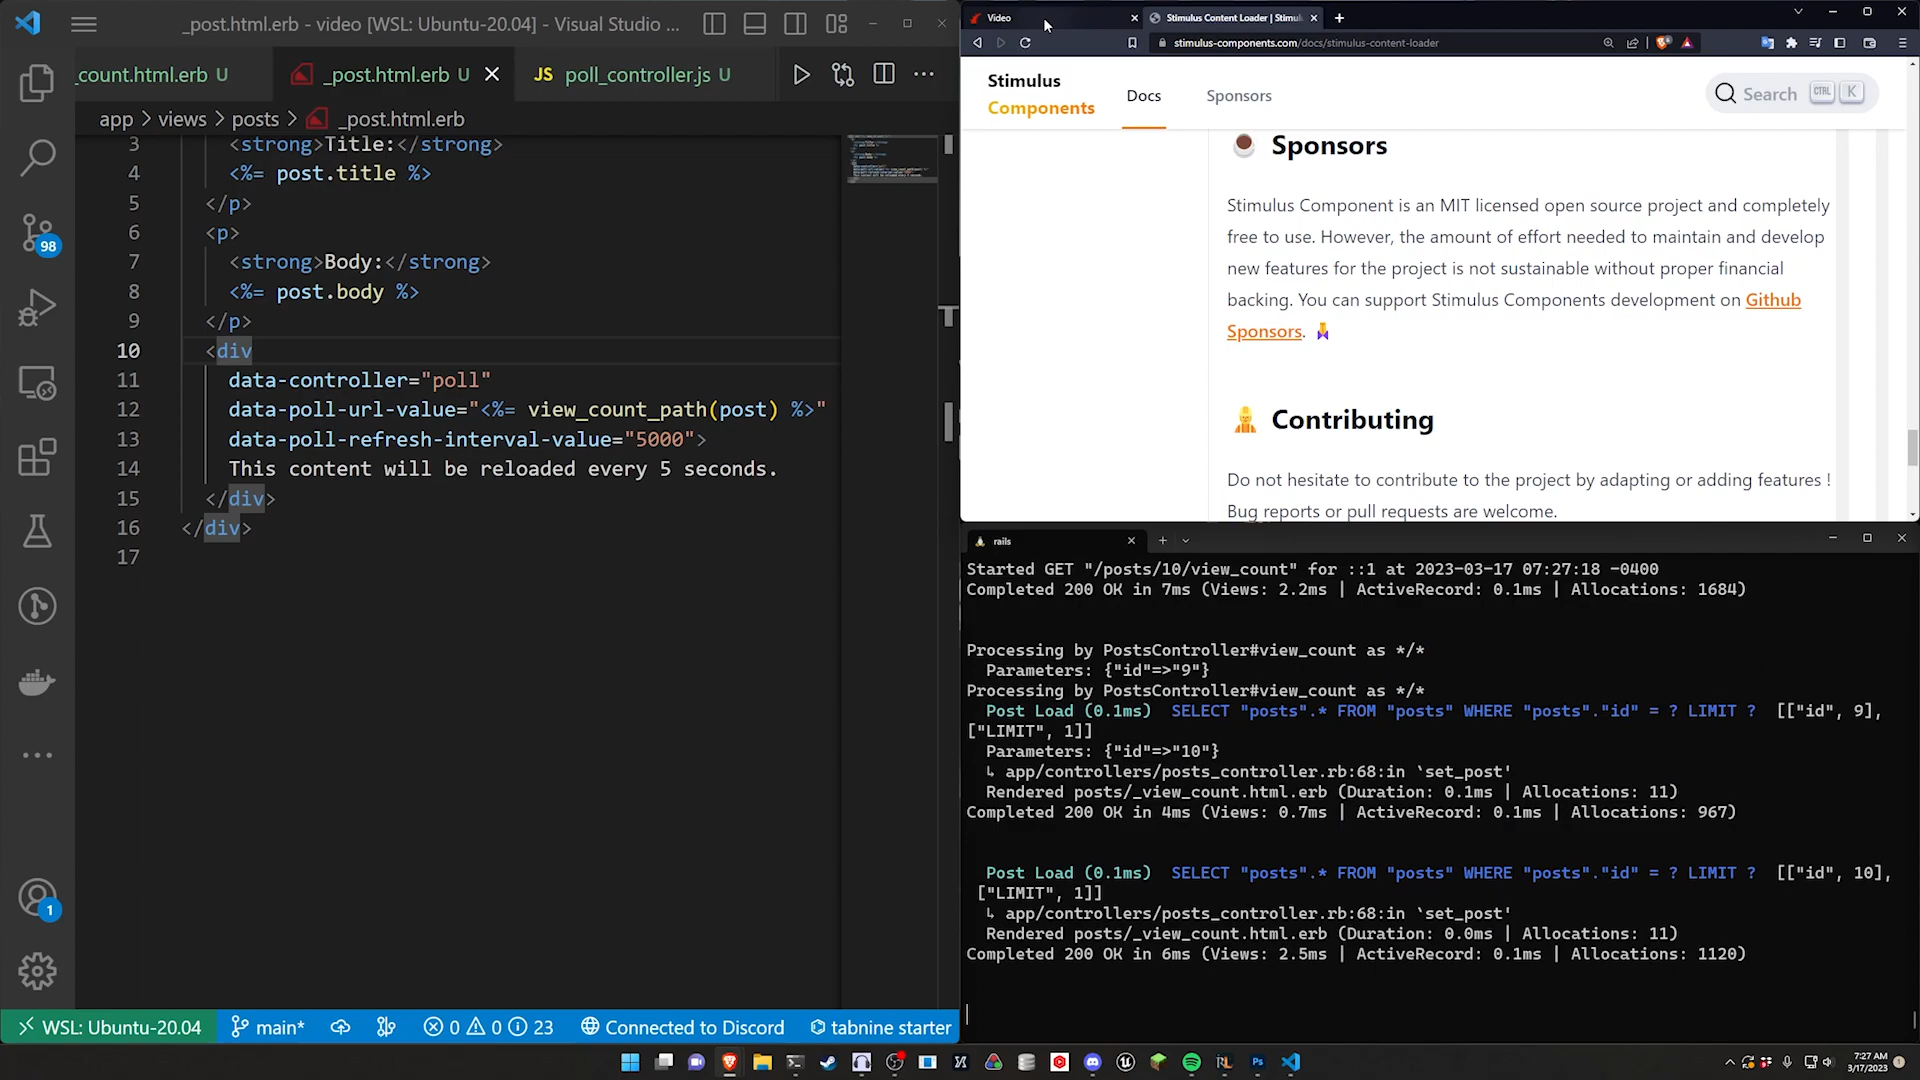 _post.html.erb - video [WSL: Ubuntu-20.04] - Visual Studio ...
_count.html.erb U
_post.html.erb U
JS poll_controller.js U
app > views > posts > _post.html.erb
3 <strong>Title:</strong>
4 <%= post.title %>
5 </p>
6 <p>
7 <strong>Body:</strong>
8 <%= post.body %>
9 </p>
10 <div
11 data-controller="poll"
12 data-poll-url-value="<%= view_count_path(post) %>"
13 data-poll-refresh-interval-value="5000">
14 This content will be reloaded every 5 seconds.
15 </div>
16 </div>
17
98
1
WSL: Ubuntu-20.04 main* 0 0 23 Connected to Discord tabnine starter
Video
Stimulus Content Loader | Stimul
stimulus-components.com/docs/stimulus-content-loader
Stimulus
Components
Docs
Sponsors
Search CTRL K
Sponsors
Stimulus Component is an MIT licensed open source project and completely
free to use. However, the amount of effort needed to maintain and develop
new features for the project is not sustainable without proper financial
backing. You can support Stimulus Components development on Github
Sponsors.
Contributing
Do not hesitate to contribute to the project by adapting or adding features !
Bug reports or pull requests are welcome.
rails
Started GET "/posts/10/view_count" for ::1 at 2023-03-17 07:27:18 -0400
Completed 200 OK in 7ms (Views: 2.2ms | ActiveRecord: 0.1ms | Allocations: 1684)
Processing by PostsController#view_count as */*
Parameters: {"id"=>"9"}
Processing by PostsController#view_count as */*
Post Load (0.1ms) SELECT "posts".* FROM "posts" WHERE "posts"."id" = ? LIMIT ? [["id", 9],
["LIMIT", 1]]
Parameters: {"id"=>"10"}
↳ app/controllers/posts_controller.rb:68:in `set_post'
Rendered posts/_view_count.html.erb (Duration: 0.1ms | Allocations: 11)
Completed 200 OK in 4ms (Views: 0.7ms | ActiveRecord: 0.1ms | Allocations: 967)
Post Load (0.1ms) SELECT "posts".* FROM "posts" WHERE "posts"."id" = ? LIMIT ? [["id", 10],
["LIMIT", 1]]
↳ app/controllers/posts_controller.rb:68:in `set_post'
Rendered posts/_view_count.html.erb (Duration: 0.0ms | Allocations: 11)
Completed 200 OK in 6ms (Views: 2.5ms | ActiveRecord: 0.1ms | Allocations: 1120)
7:27 AM
3/17/2023